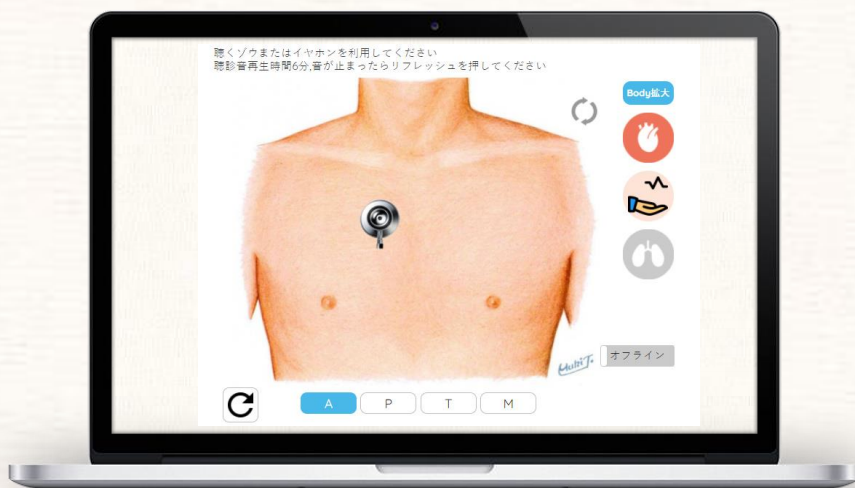 聴くゾウまたはイヤホンを利用してください
聴診音再生時間6分,音が止まったらリフレッシュを押してください
Body拡大
オフライン
A P T M